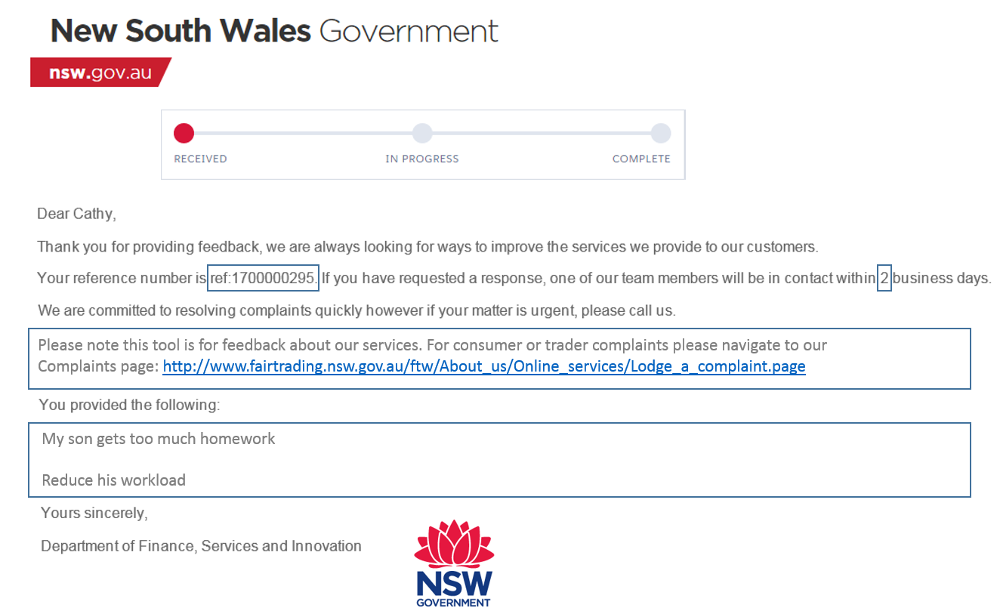 New South Wales Government
nsw.gov.au
RECEIVED IN PROGRESS COMPLETE
Dear Cathy,
Thank you for providing feedback, we are always looking for ways to improve the services we provide to our customers.
Your reference number is ref:1700000295. If you have requested a response, one of our team members will be in contact within 2 business days.
We are committed to resolving complaints quickly however if your matter is urgent, please call us.
Please note this tool is for feedback about our services. For consumer or trader complaints please navigate to our
Complaints page: http://www.fairtrading.nsw.gov.au/ftw/About_us/Online_services/Lodge_a_complaint.page
You provided the following:
My son gets too much homework
Reduce his workload
Yours sincerely,
Department of Finance, Services and Innovation
NSW
GOVERNMENT